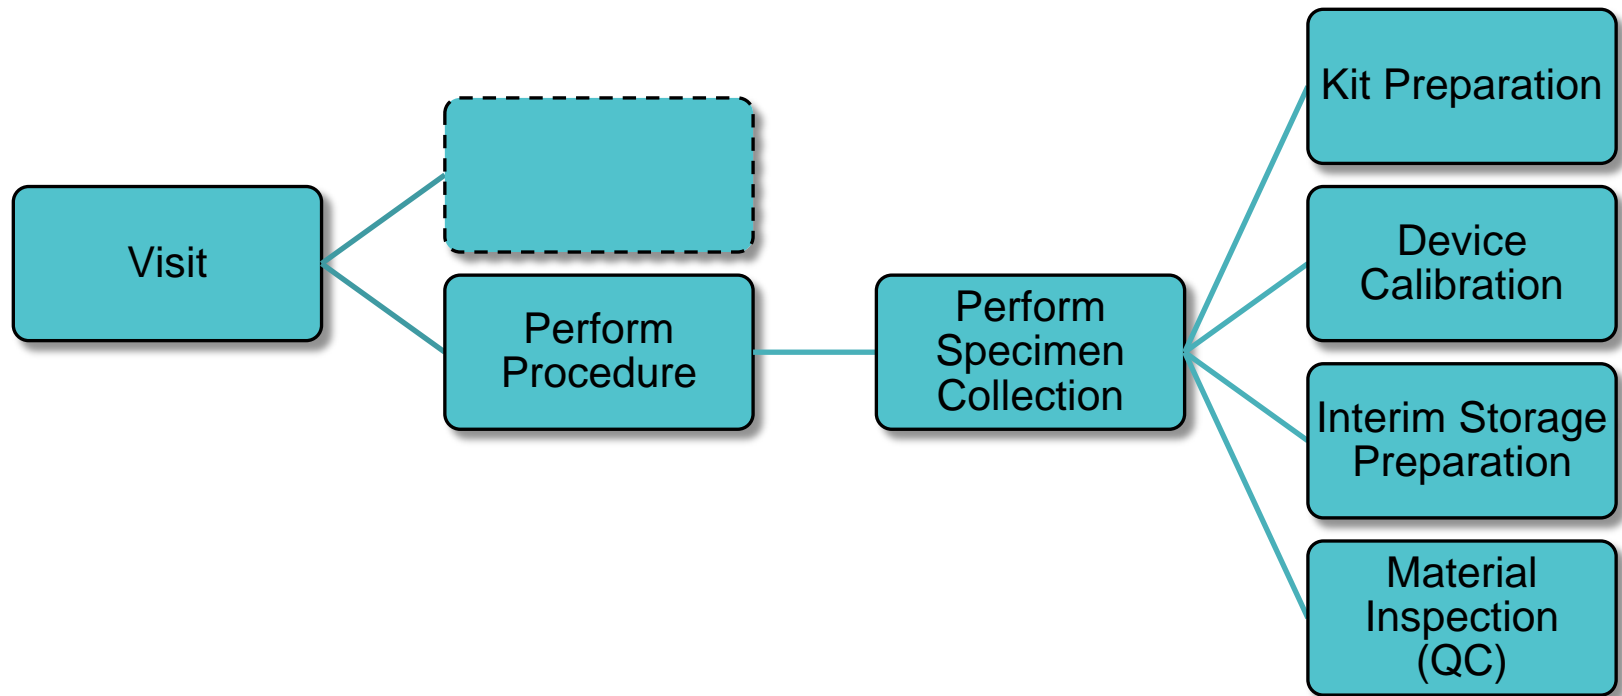 Visit
Perform
Procedure
Perform
Specimen
Collection
Kit Preparation
Device
Calibration
Interim Storage
Preparation
Material
Inspection
(QC)